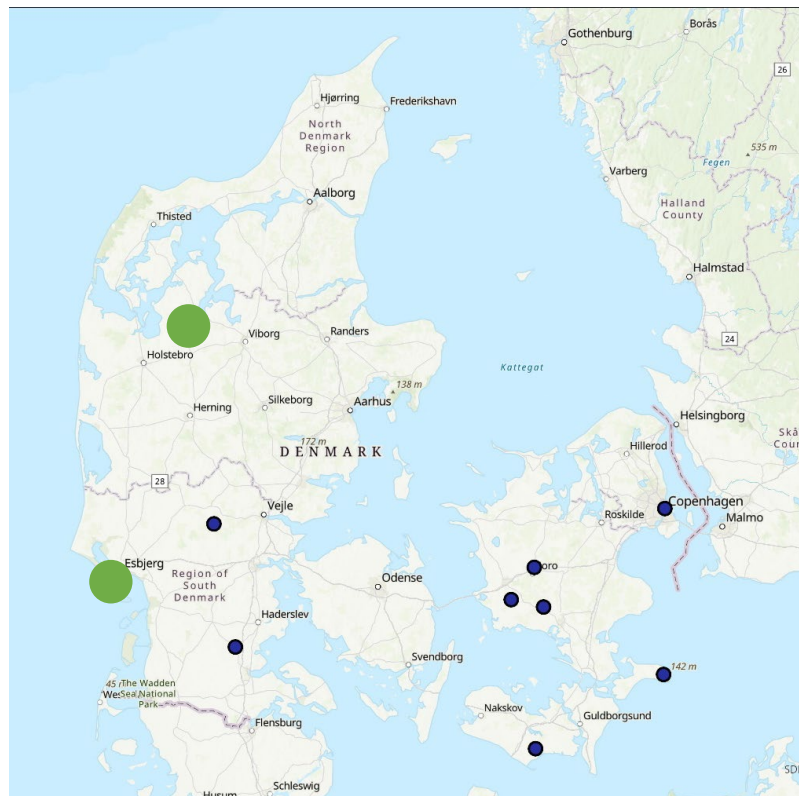 Gothenburg
Borås
26
Hjørring
Frederikshavn
North
Denmark
Region
535 m
Fegen
Varberg
Aalborg
Halland
County
Thisted
Halmstad
Viborg
Randers
24
Holstebro
Kattegat
138 m
Silkeborg
Aarhus
Herning
Helsingborg
172 m
DENMARK
Hillerod
28
Copenhagen
Vejle
Roskilde
Malmo
Esbjerg
Region of
South
Denmark
Odense
Haderslev
Svendborg
142 m
45
The Wadden
Sea National
Park
Nakskov
Guldborgsund
Flensburg
Schleswig